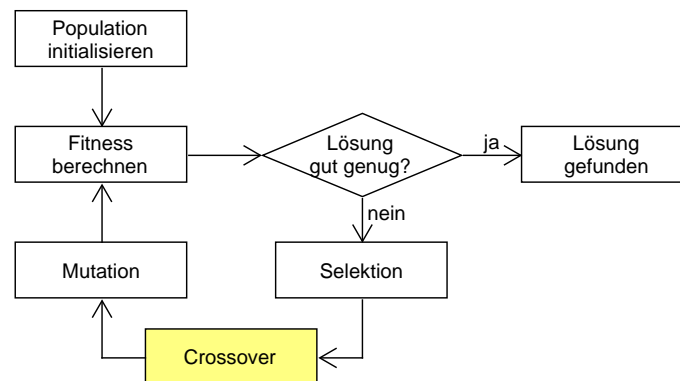 Population
initialisieren
Fitness
berechnen
Lösung
gut genug?
ja
Lösung
gefunden
nein
Mutation
Selektion
Crossover